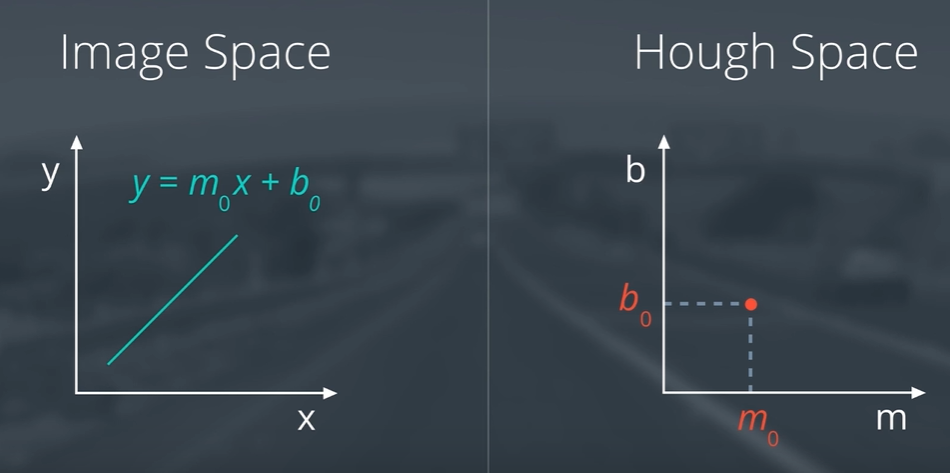 Image Space
y
y = m₀x + b₀
x
Hough Space
b
b₀
m₀
m